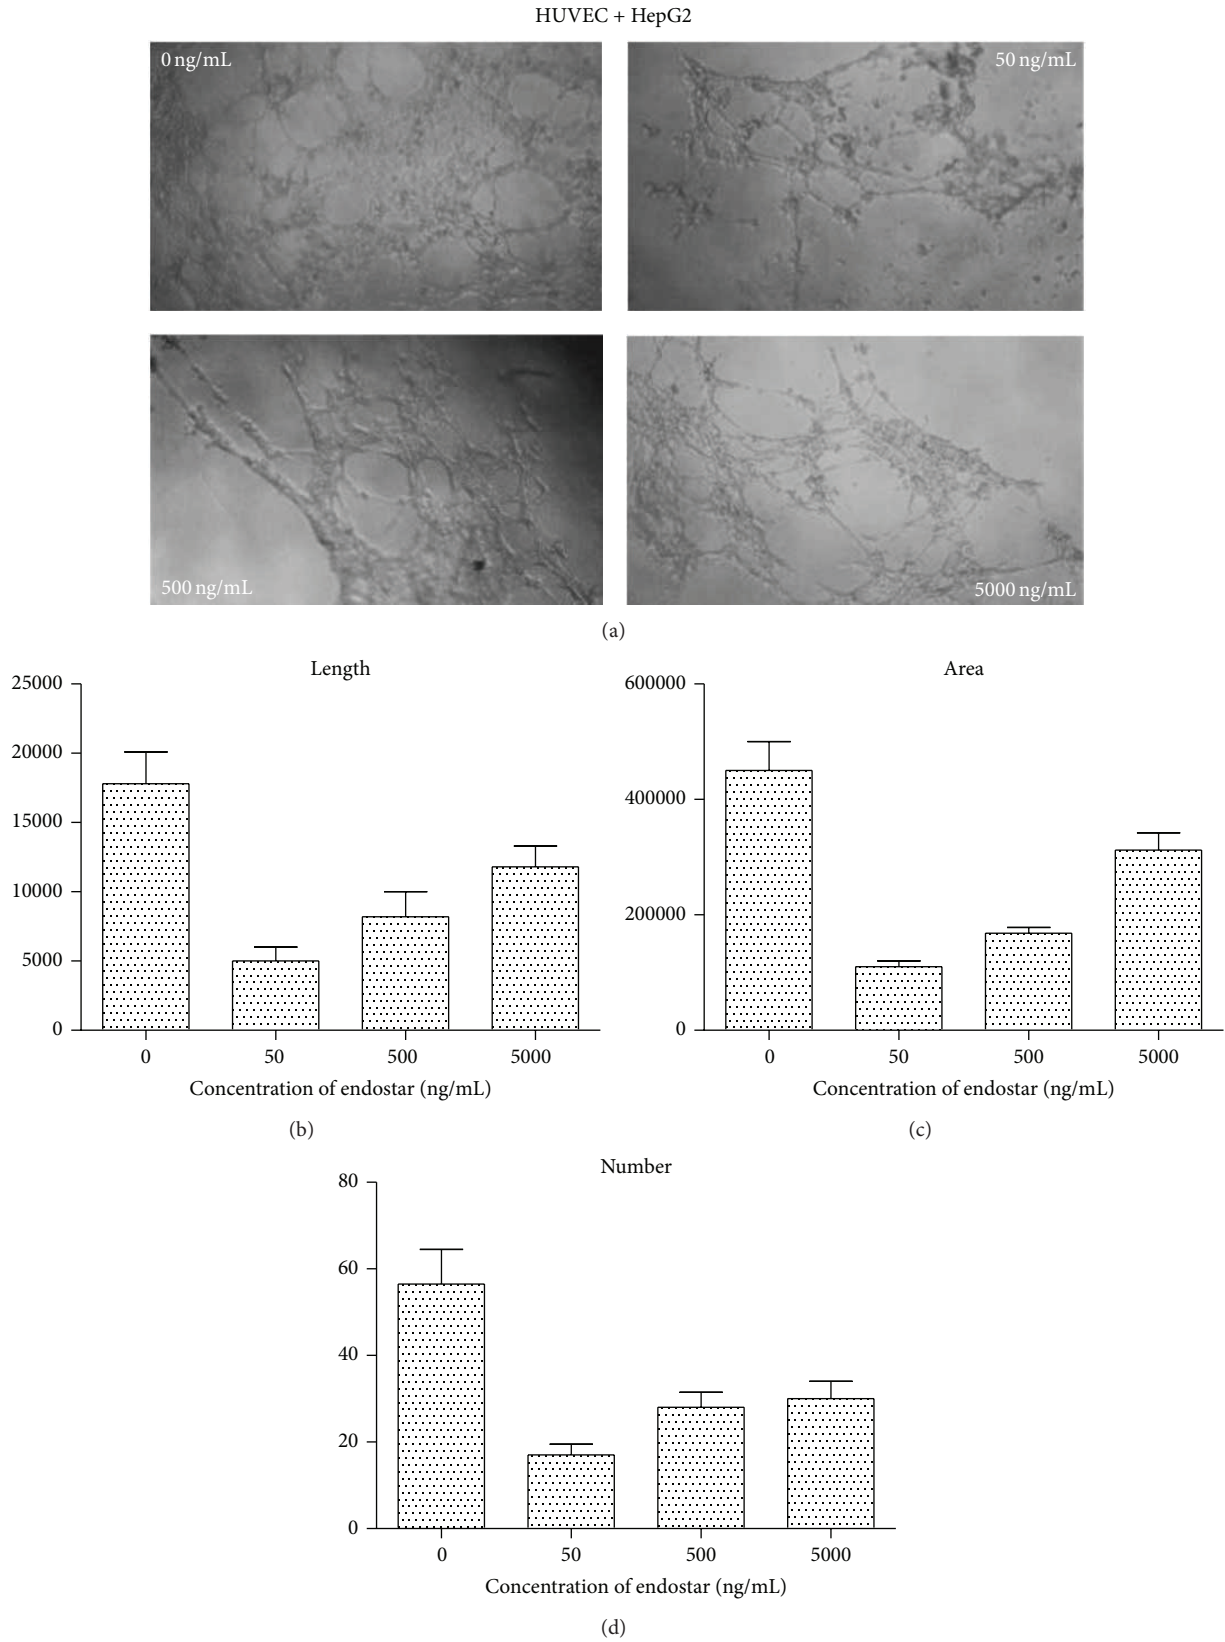 HUVEC + HepG2
0 ng/mL
50 ng/mL
500 ng/mL
5000 ng/mL
(a)
Length
25000
20000
15000
10000
5000
0
0 50 500 5000
Concentration of endostar (ng/mL)
(b)
Area
600000
400000
200000
0
0 50 500 5000
Concentration of endostar (ng/mL)
(c)
Number
80
60
40
20
0
0 50 500 5000
Concentration of endostar (ng/mL)
(d)